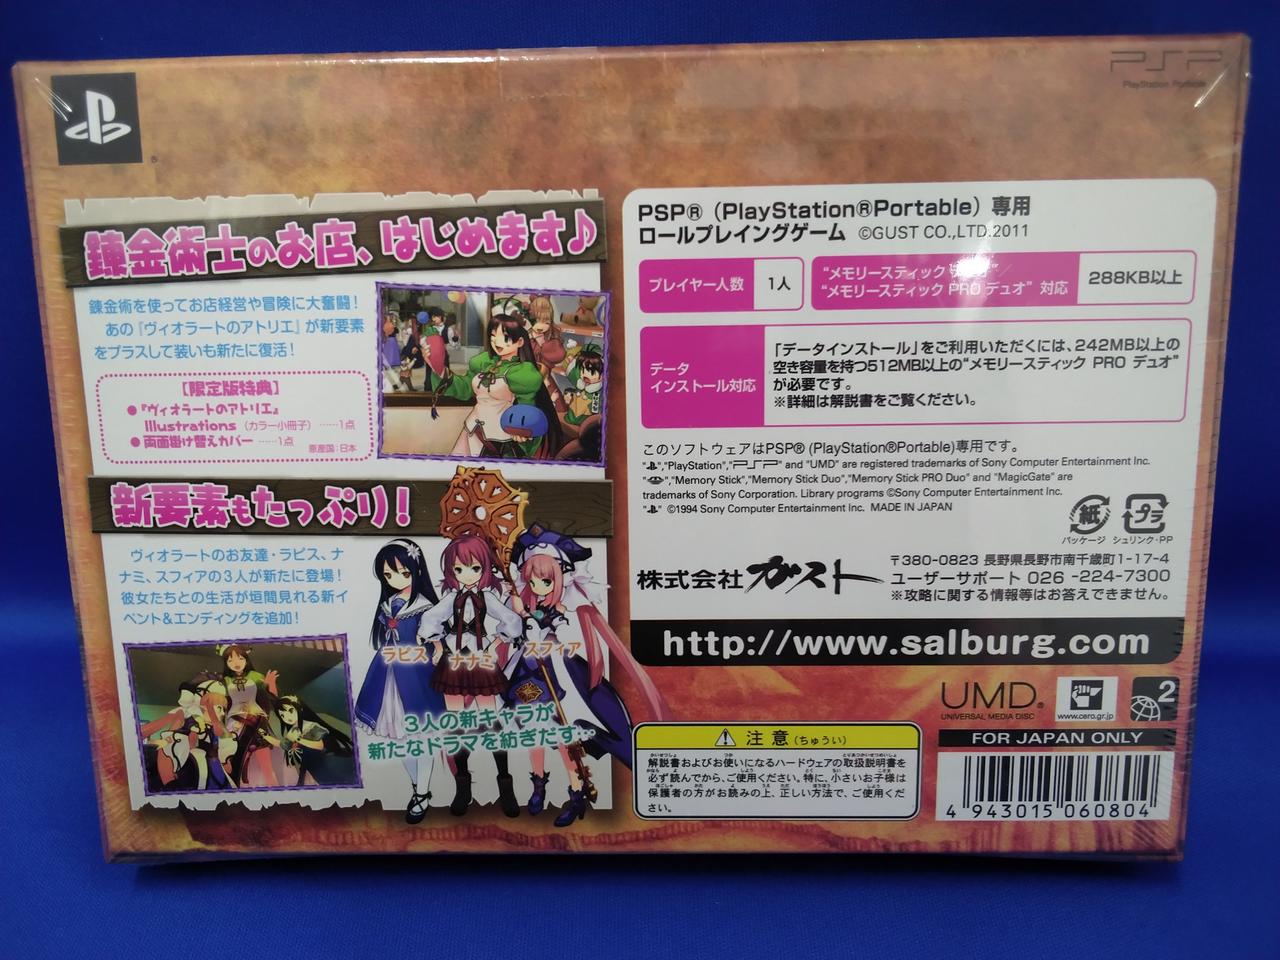 PSP
PlayStation Portable
錬金術士のお店、はじめます♪
錬金術を使ってお店経営や冒険に大奮闘!
あの『ヴィオラートのアトリエ』が新要素
をプラスして装いも新たに復活!
【限定版特典】
●『ヴィオラートのアトリエ』
Illustrations（カラー小冊子）……1点
●両面掛け替えカバー……1点
原産国:日本
新要素もたっぷり!
ヴィオラートのお友達・ラピス、ナ
ナミ、スフィアの3人が新たに登場!
彼女たちとの生活が垣間見れる新イ
ベント&エンディングを追加!
ラピス
ナナミ
スフィア
3人の新キャラが
新たなドラマを紡ぎだす…
PSP®（PlayStation®Portable）専用
ロールプレイングゲーム ©GUST CO.,LTD.2011
プレイヤー人数 1人
"メモリースティック
"メモリースティック PRO デュオ" 対応 288KB以上
データ
インストール対応
「データインストール」をご利用いただくには、242MB以上の
空き容量を持つ512MB以上の"メモリースティック PRO デュオ"
が必要です。
※詳細は解説書をご覧ください。
このソフトウェアはPSP® (PlayStation®Portable)専用です。
" ","PlayStation","PSP" and "UMD" are registered trademarks of Sony Computer Entertainment Inc.
" ","Memory Stick","Memory Stick Duo","Memory Stick PRO Duo" and "MagicGate" are
trademarks of Sony Corporation. Library programs ©Sony Computer Entertainment Inc.
" " ©1994 Sony Computer Entertainment Inc. MADE IN JAPAN
紙 プラ
パッケージ シュリンク・PP
株式会社ガスト
〒380-0823 長野県長野市南千歳町1-17-4
ユーザーサポート 026-224-7300
※攻略に関する情報等はお答えできません。
http://www.salburg.com
UMD®
UNIVERSAL MEDIA DISC
www.cero.gr.jp
2
FOR JAPAN ONLY
注意（ちゅうい）
解説書およびお使いになるハードウェアの取扱説明書を
必ず読んでから、ご使用ください。特に、小さいお子様は
保護者の方がお読みの上、正しい方法で、ご使用くだ
さい。
4 943015 060804